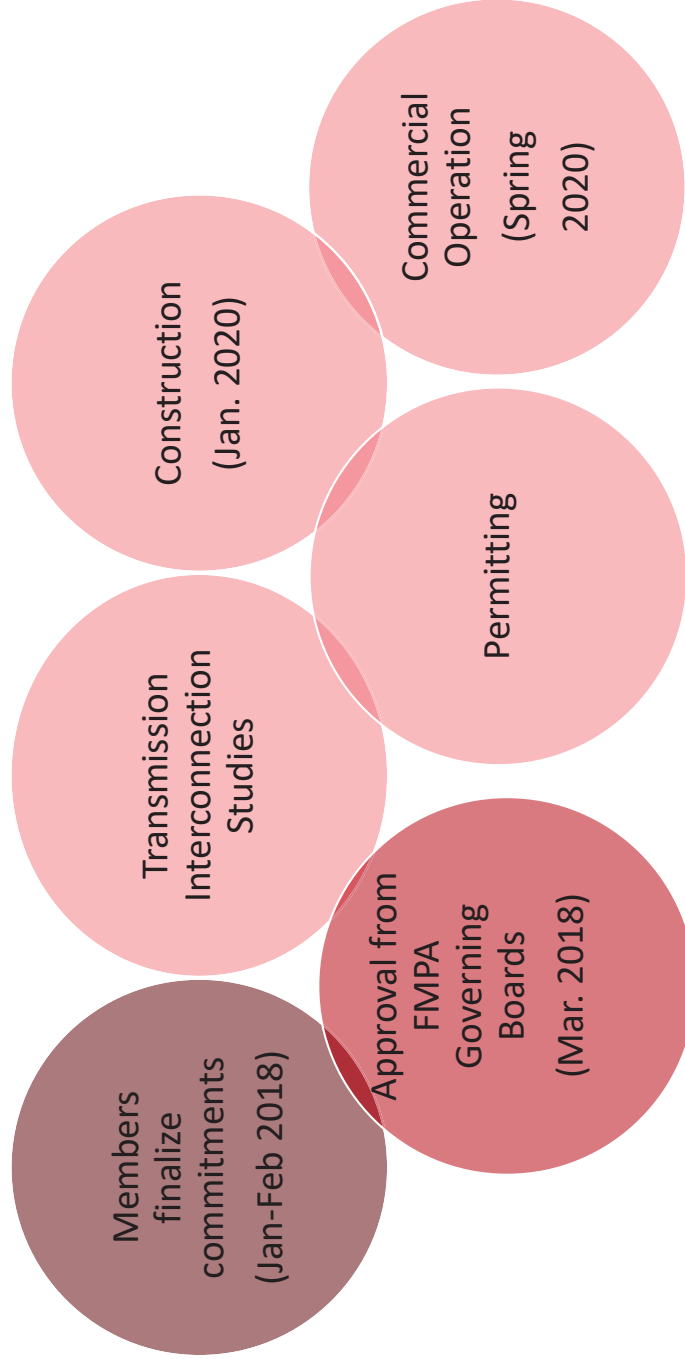 Members
finalize
commitments
(Jan-Feb 2018)
Approval from
FMPA
Governing
Boards
(Mar. 2018)
Transmission
Interconnection
Studies
Permitting
Construction
(Jan. 2020)
Commercial
Operation
(Spring
2020)